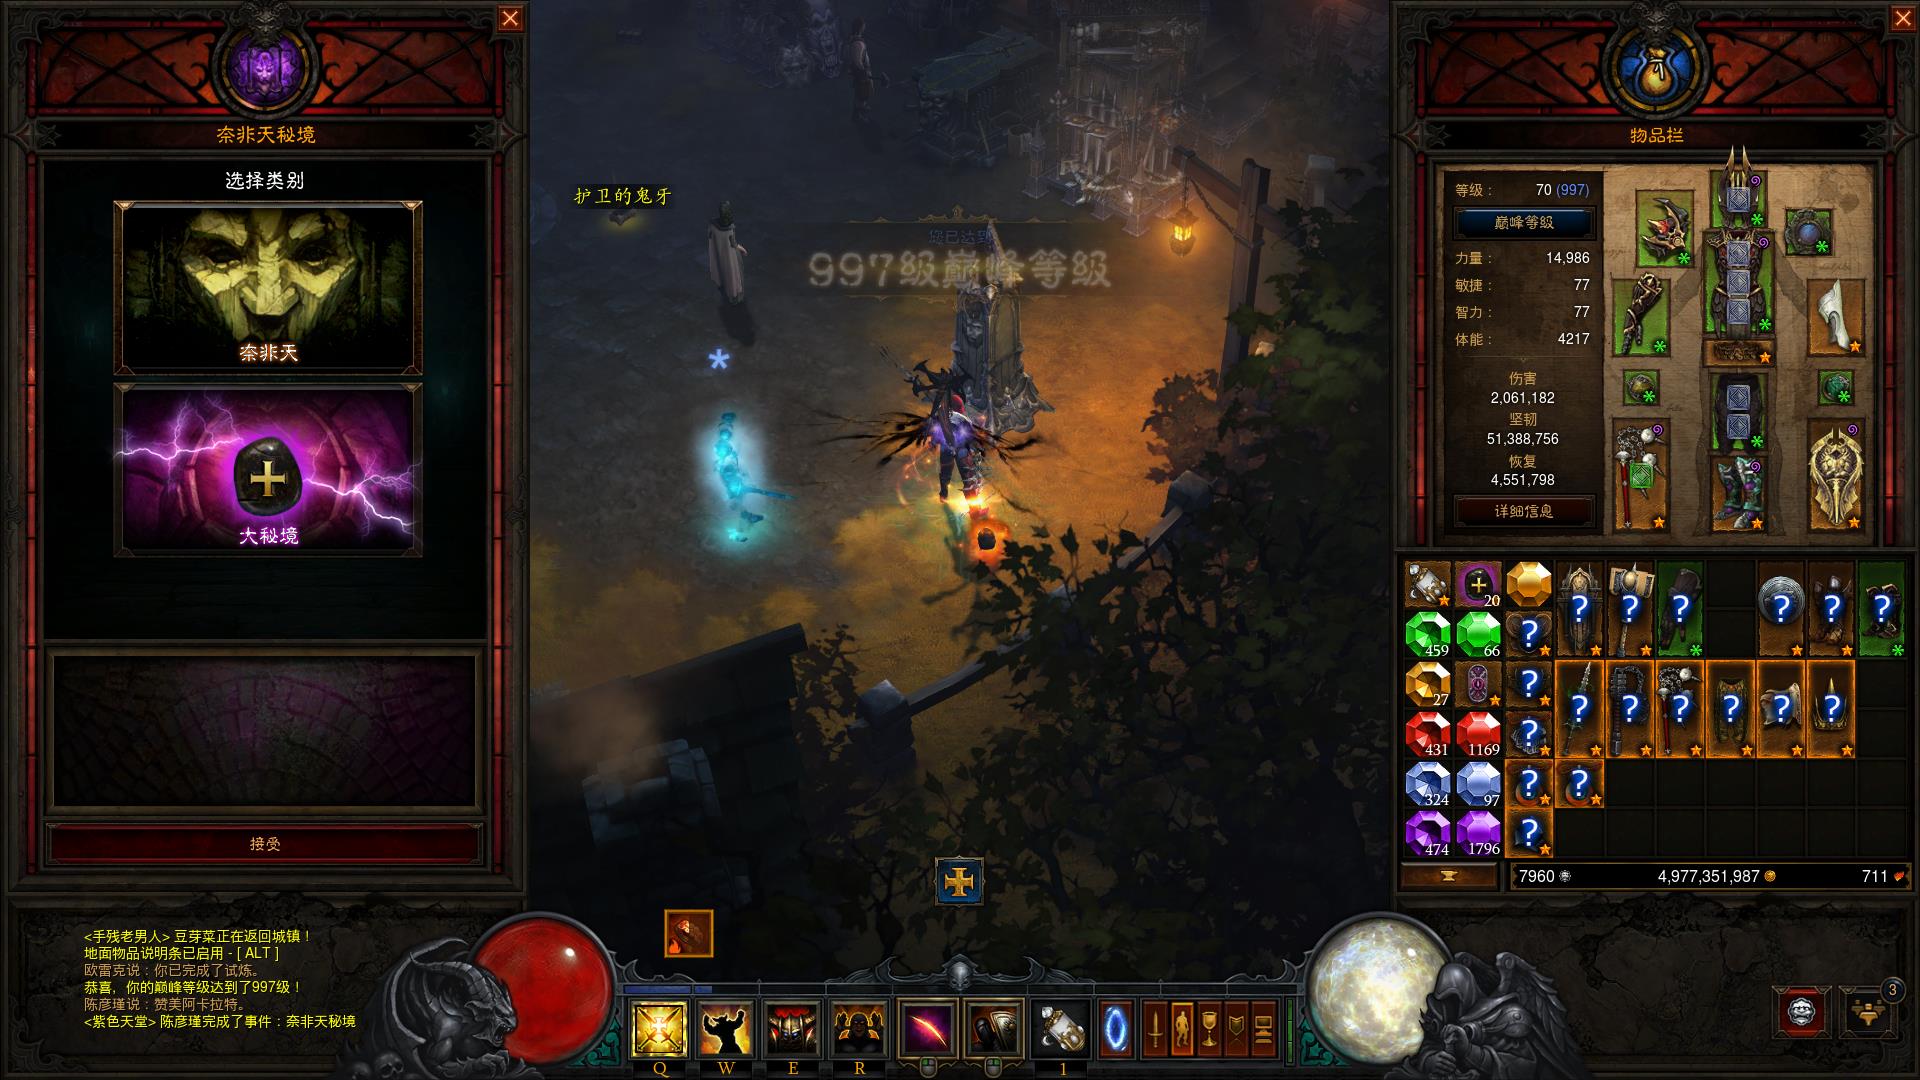 奈非天秘境
选择类别
奈非天
大秘境
接受
护卫的鬼牙
您已达到
997级巅峰等级
物品栏
等级： 70 (997)
巅峰等级
力量： 14,986
敏捷： 77
智力： 77
体能： 4217
伤害
2,061,182
坚韧
51,388,756
恢复
4,551,798
详细信息
20
459 66
27
431 1169
324 97
474 1796
7960 4,977,351,987 711
<手残老男人> 豆芽菜正在返回城镇！
地面物品说明条已启用 - [ ALT ]
欧雷克说：你已完成了试炼。
恭喜，你的巅峰等级达到了997级！
陈彦瑾说：赞美阿卡拉特。
<紫色天堂> 陈彦瑾完成了事件：奈非天秘境
Q W E R 1
3